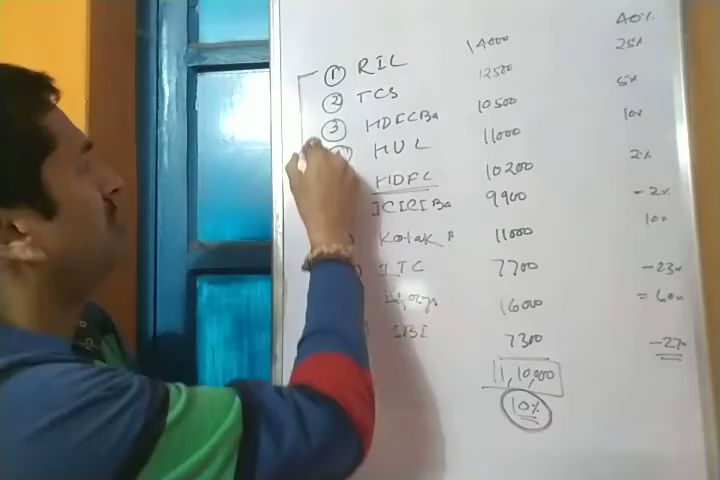 40%
① RIL 14000 25%
② TCS 12500 5%
③ HDFCBa 10500 10%
HUL 11000 2%
HDFC 10200 -2%
ICICIBa 9900 10%
Kotak 11000
ITC 7700 -23%
Infosys 16000 = 60%
SBI 7300 -27%
11,10,000
10%